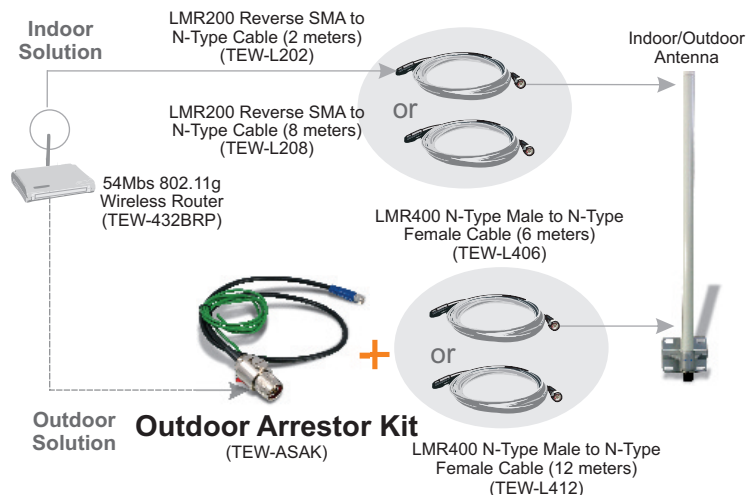 Indoor
Solution
LMR200 Reverse SMA to
N-Type Cable (2 meters)
(TEW-L202)
or
LMR200 Reverse SMA to
N-Type Cable (8 meters)
(TEW-L208)
Indoor/Outdoor
Antenna
54Mbs 802.11g
Wireless Router
(TEW-432BRP)
LMR400 N-Type Male to N-Type
Female Cable (6 meters)
(TEW-L406)
+
or
Outdoor
Solution
Outdoor Arrestor Kit
(TEW-ASAK)
LMR400 N-Type Male to N-Type
Female Cable (12 meters)
(TEW-L412)